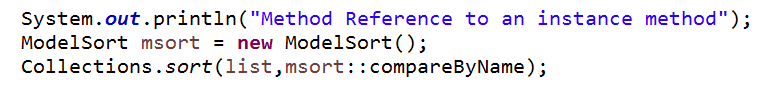 System.out.println("Method Reference to an instance method");
ModelSort msort = new ModelSort();
Collections.sort(list,msort::compareByName);